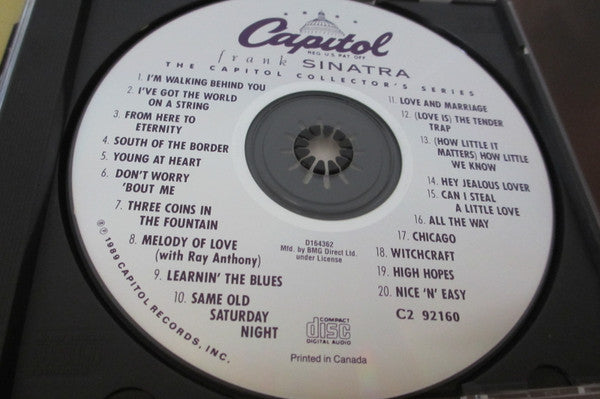 Capitol
REG. U.S. PAT. OFF.
frank SINATRA
THE CAPITOL COLLECTOR'S SERIES
1. I'M WALKING BEHIND YOU
2. I'VE GOT THE WORLD
ON A STRING
3. FROM HERE TO
ETERNITY
4. SOUTH OF THE BORDER
5. YOUNG AT HEART
6. DON'T WORRY
'BOUT ME
7. THREE COINS IN
THE FOUNTAIN
8. MELODY OF LOVE
(with Ray Anthony)
9. LEARNIN' THE BLUES
10. SAME OLD
SATURDAY
NIGHT
11. LOVE AND MARRIAGE
12. (LOVE IS) THE TENDER
TRAP
13. (HOW LITTLE IT
MATTERS) HOW LITTLE
WE KNOW
14. HEY JEALOUS LOVER
15. CAN I STEAL
A LITTLE LOVE
16. ALL THE WAY
17. CHICAGO
18. WITCHCRAFT
19. HIGH HOPES
20. NICE 'N' EASY
C2 92160
D164362
Mfd. by BMG Direct Ltd.
under License
COMPACT
disc
DIGITAL AUDIO
Printed in Canada
©℗ 1989 CAPITOL RECORDS, INC.